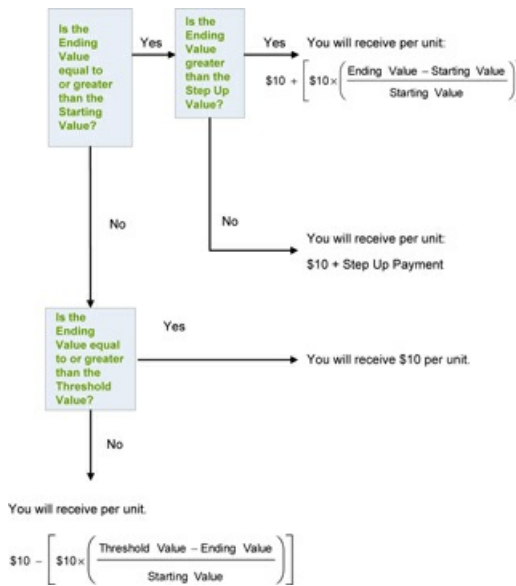 Is the
Ending
Value
equal to
or greater
than the
Starting
Value?
Yes
Is the
Ending
Value
greater
than the
Step Up
Value?
Yes
You will receive per unit:
$10 + [ $10× ( Ending Value – Starting Value
Starting Value )
No
No
You will receive per unit:
$10 + Step Up Payment
Is the
Ending
Value equal
to or greater
than the
Threshold
Value?
Yes
You will receive $10 per unit.
No
You will receive per unit.
$10 – [ $10× ( Threshold Value – Ending Value
Starting Value ) ]